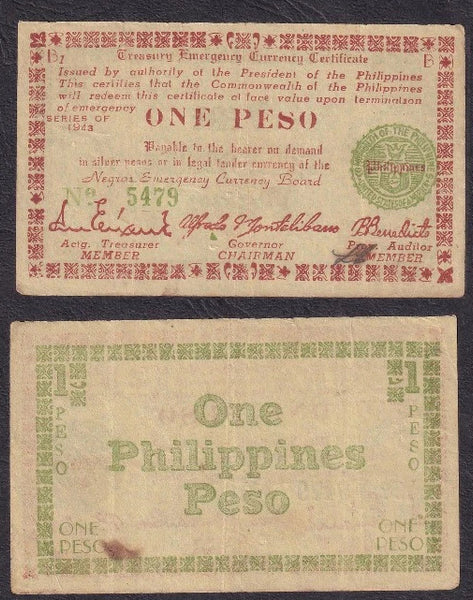 B1 Treasury Emergency Currency Certificate B
Issued by authority of the President of the Philippines
This certifies that the Commonwealth of the Philippines
will redeem this certificate at face value upon termination
of emergency
SERIES OF
1943
ONE PESO
Payable to the bearer on demand
in silver pesos or in legal tender currency of the
Negros Emergency Currency Board
Philippines
No 5479
Alfredo Montelibano
B Benedicto
Actg. Treasurer Governor Prov. Auditor
MEMBER CHAIRMAN MEMBER
1 1
PESO PESO
One
Philippines
Peso
ONE ONE
PESO PESO